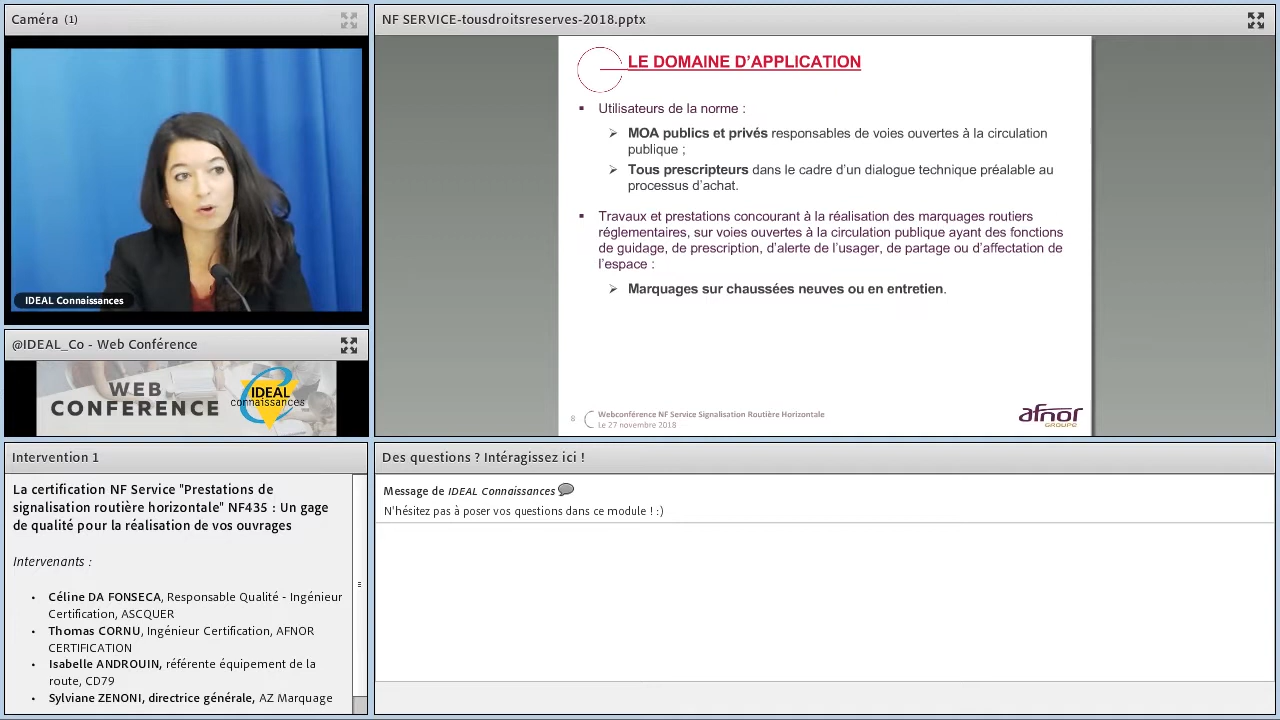 Caméra (1)
IDEAL Connaissances
@IDEAL_Co - Web Conférence
WEB
CONFERENCE
IDEAL
connaissances
NF SERVICE-tousdroitsreserves-2018.pptx
LE DOMAINE D’APPLICATION
▪ Utilisateurs de la norme :
➢ MOA publics et privés responsables de voies ouvertes à la circulation
publique ;
➢ Tous prescripteurs dans le cadre d’un dialogue technique préalable au
processus d’achat.
▪ Travaux et prestations concourant à la réalisation des marquages routiers
réglementaires, sur voies ouvertes à la circulation publique ayant des fonctions
de guidage, de prescription, d’alerte de l’usager, de partage ou d’affectation de
l’espace :
➢ Marquages sur chaussées neuves ou en entretien.
8
Webconférence NF Service Signalisation Routière Horizontale
Le 27 novembre 2018
afnor
GROUPE
Intervention 1
La certification NF Service "Prestations de
signalisation routière horizontale" NF435 : Un gage
de qualité pour la réalisation de vos ouvrages
Intervenants :
• Céline DA FONSECA, Responsable Qualité - Ingénieur
Certification, ASCQUER
• Thomas CORNU, Ingénieur Certification, AFNOR
CERTIFICATION
• Isabelle ANDROUIN, référente équipement de la
route, CD79
• Sylviane ZENONI, directrice générale, AZ Marquage
Des questions ? Intéragissez ici !
Message de IDEAL Connaissances
N'hésitez pas à poser vos questions dans ce module ! :)